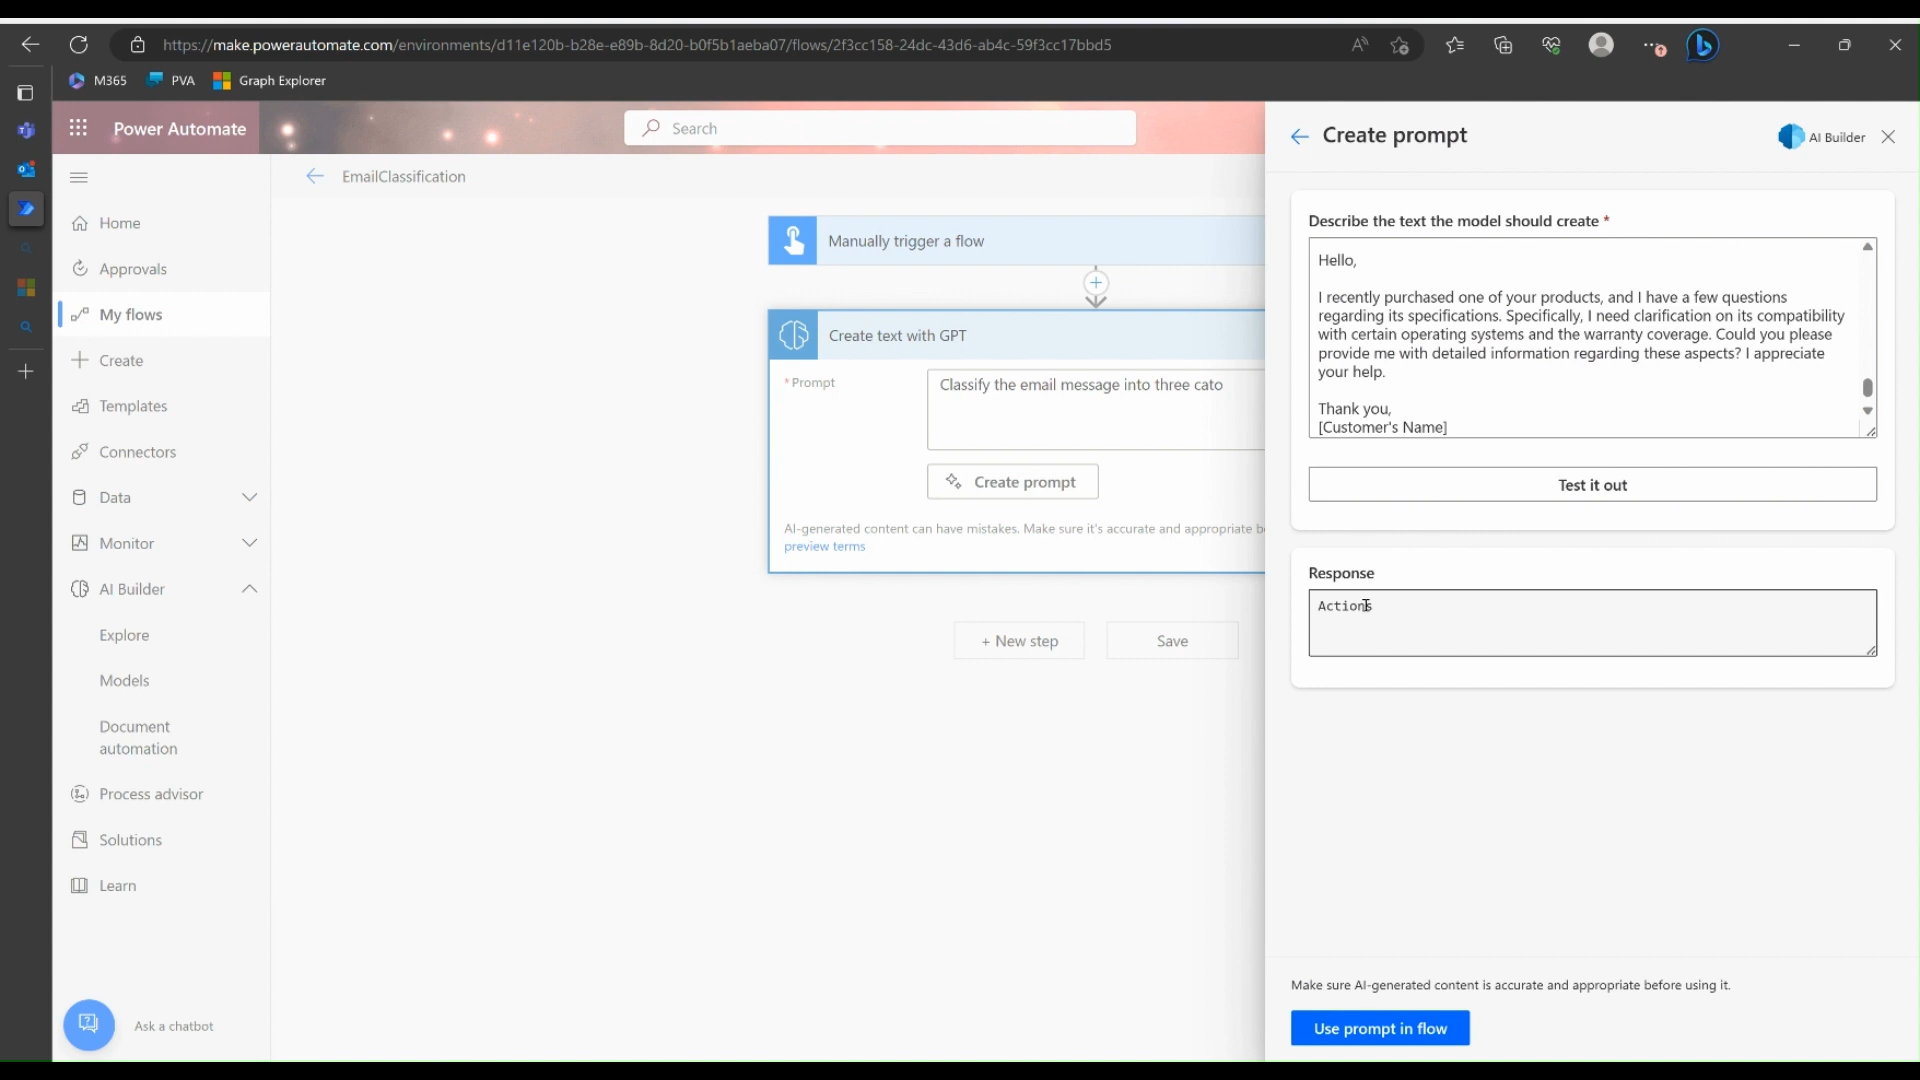 https://make.powerautomate.com/environments/d11e120b-b28e-e89b-8d20-b0f5b1aeba07/flows/2f3cc158-24dc-43d6-ab4c-59f3cc17bbd5
M365 PVA Graph Explorer
Power Automate
Search
EmailClassification
Home
Approvals
My flows
Create
Templates
Connectors
Data
Monitor
AI Builder
Explore
Models
Document
automation
Process advisor
Solutions
Learn
Ask a chatbot
Manually trigger a flow
Create text with GPT
* Prompt
Classify the email message into three cato
Create prompt
AI-generated content can have mistakes. Make sure it's accurate and appropriate
preview terms
+ New step
Save
Create prompt
AI Builder
Describe the text the model should create *
Hello,
I recently purchased one of your products, and I have a few questions
regarding its specifications. Specifically, I need clarification on its compatibility
with certain operating systems and the warranty coverage. Could you please
provide me with detailed information regarding these aspects? I appreciate
your help.
Thank you,
[Customer's Name]
Test it out
Response
Actions
Make sure AI-generated content is accurate and appropriate before using it.
Use prompt in flow